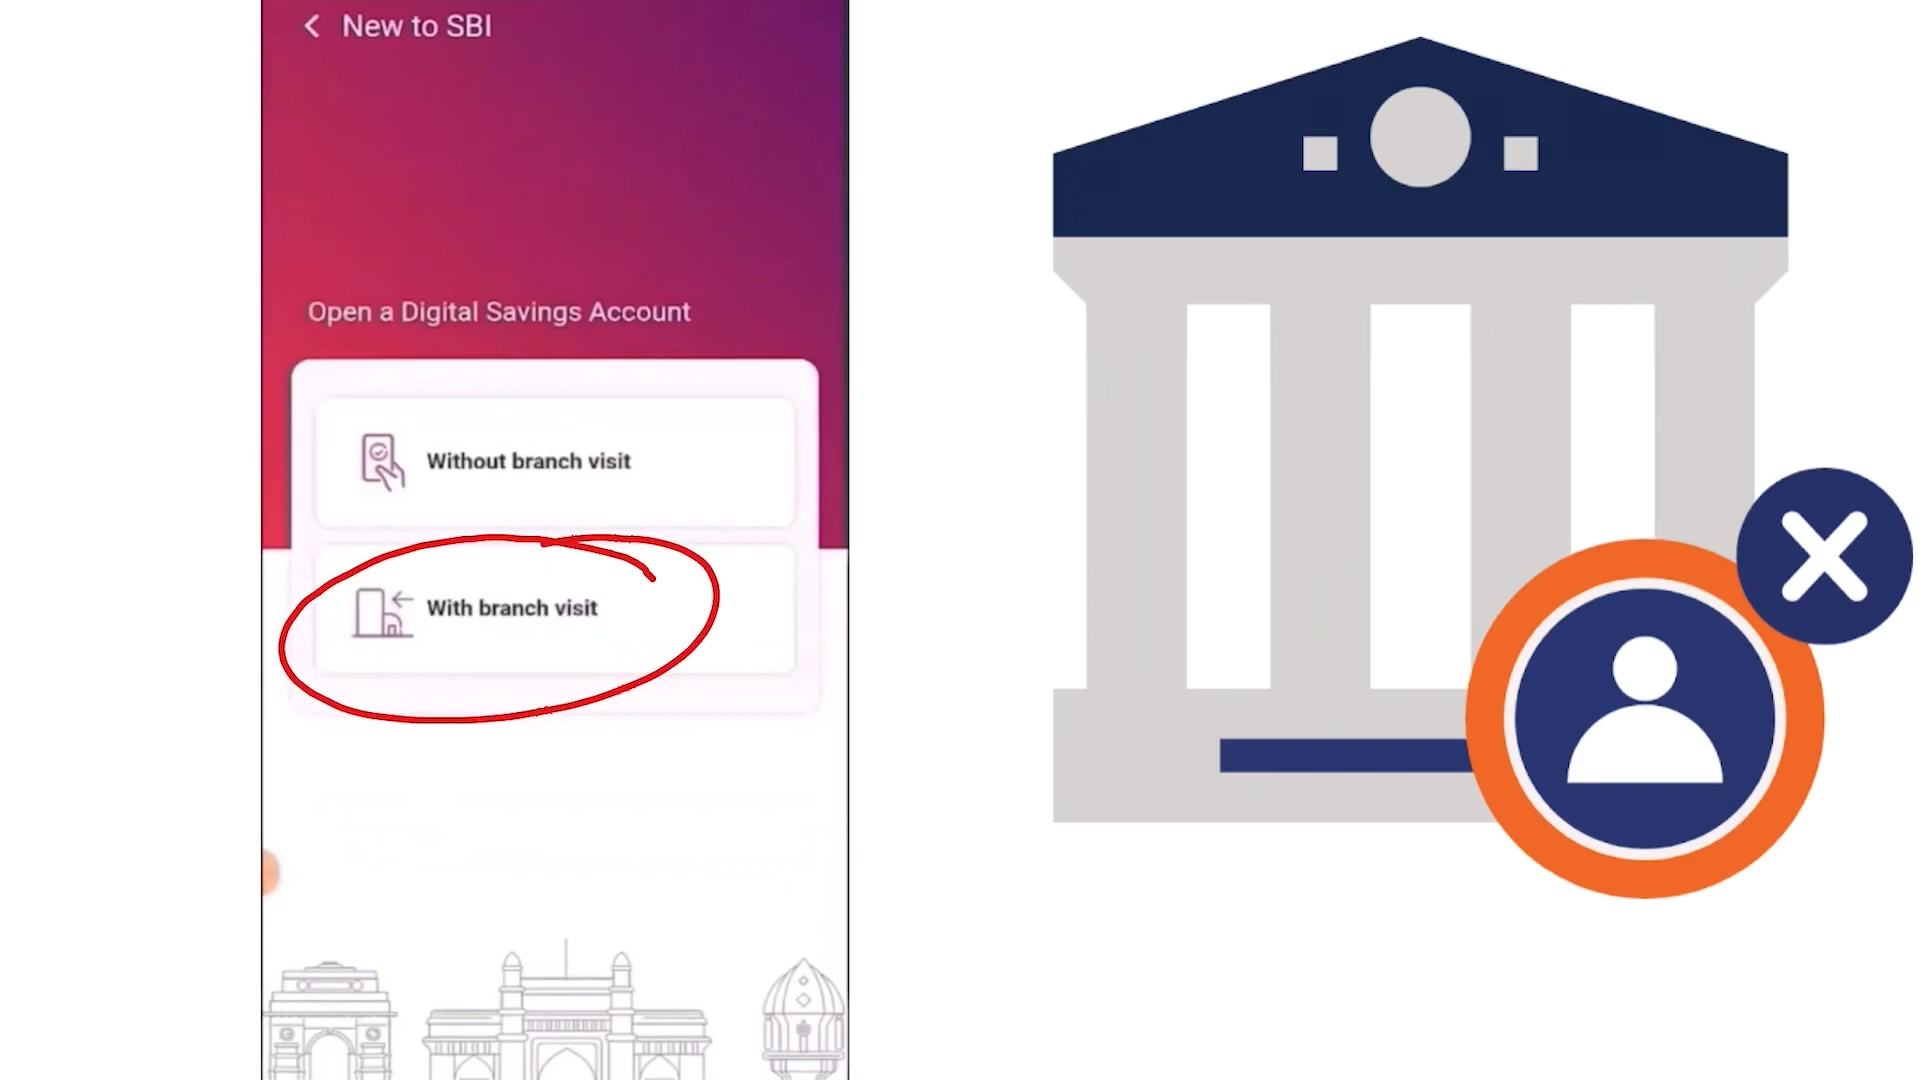 New to SBI
Open a Digital Savings Account
Without branch visit
With branch visit